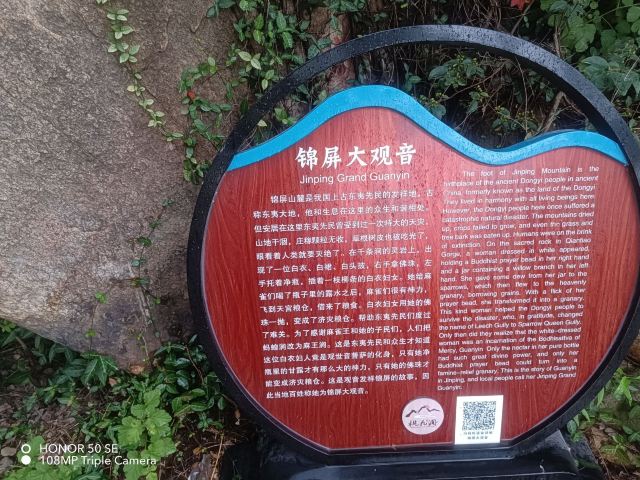 锦屏大观音
Jinping Grand Guanyin
锦屏山麓是我国上古东夷先民的发祥地，古
称东夷大地，他和生息在这里的众生和润相处，
但安居在这里东夷先民曾受到过一次特大的天灾，
山地干涸，庄稼颗粒无收，草根树皮也被吃光了，
眼看着人类就要灭绝了。在千条涧的灵岩上，出
现了一位白衣、白裙、白头披，右手拿佛珠，左
手托着净瓶，插着一枝柳条的白衣妇女。她给麻
雀们喝了瓶子里的露水之后，麻雀们很有神力，
飞到天宫粮仓，借来了粮食。白衣妇女用她的佛
珠一抛，变成了济灾粮仓。帮助东夷先民们度过
了难关。为了感谢麻雀王和她的子民们，人们把
蚂蝗涧改为麻王涧。这是东夷先民和众生才知道
这位白衣妇人竟是观世音菩萨的化身，只有她净
瓶里的甘露才有那么大的神力，只有她的佛珠才
能变成济灾粮仓。这是观音发祥锦屏的故事，因
此当地百姓称她为锦屏大观音。
The foot of Jinping Mountain is the
birthplace of the ancient Dongyi people in ancient
China, formerly known as the land of the Dongyi
They lived in harmony with all living beings here.
However, the Dongyi people here once suffered a
catastrophic natural disaster. The mountains dried
up, crops failed to grow, and even the grass and
tree bark was eaten up. Humans were on the brink
of extinction. On the sacred rock in Qiantiao
Gorge, a woman dressed in white appeared,
holding a Buddhist prayer bead in her right hand
and a jar containing a willow branch in her left
hand. She gave some dew from her jar to the
sparrows, which then flew to the heavenly
granary, borrowing grains. With a flick of her
prayer bead, she transformed it into a granary.
This kind woman helped the Dongyi people to
survive the disaster, who, in gratitude, changed
the name of Leach Gully to Sparrow Queen Gully.
Only then did they realize that the white-dressed
woman was an incarnation of the Bodhisattva of
Mercy, Guanyin. Only the nectar in her pure bottle
had such great divine power, and only her
Buddhist prayer bead could turn into a
famine-relief granary. This is the story of Guanyin
in Jinping, and local people call her Jinping Grand
Guanyin.
HONOR 50 SE
108MP Triple Camera